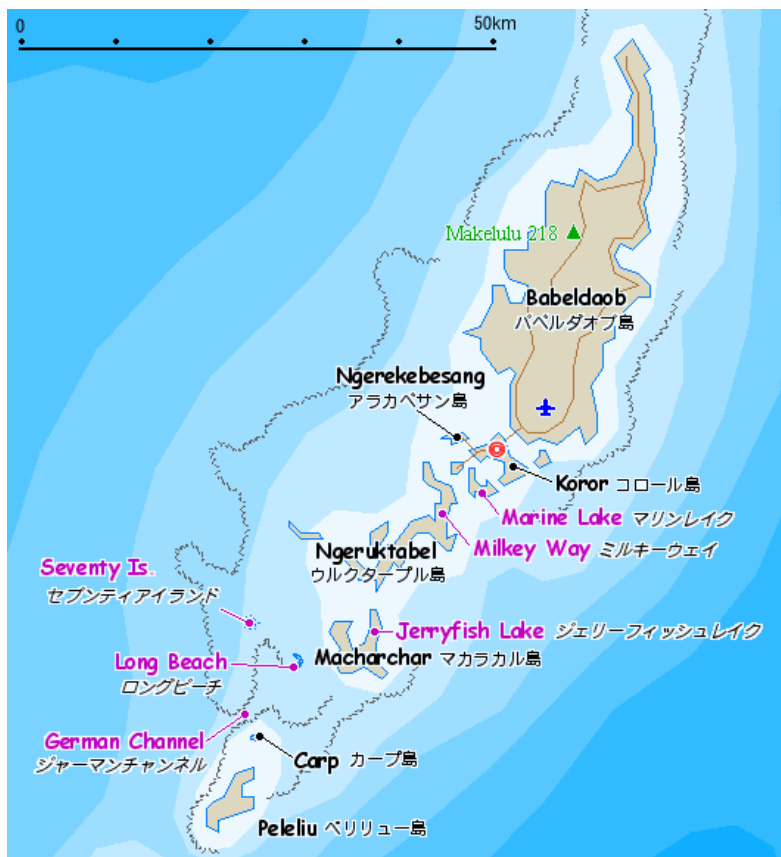 0 50km
Makelulu 218
Babeldaob
バベルダオブ島
Ngerekebesang
アラカベサン島
Koror コロール島
Marine Lake マリンレイク
Milkey Way ミルキーウェイ
Ngeruktabel
ウルクターブル島
Seventy Is.
セブンティアイランド
Jerryfish Lake ジェリーフィッシュレイク
Macharchar マカラカル島
Long Beach
ロングビーチ
German Channel
ジャーマンチャンネル
Carp カープ島
Peleliu ペリリュー島